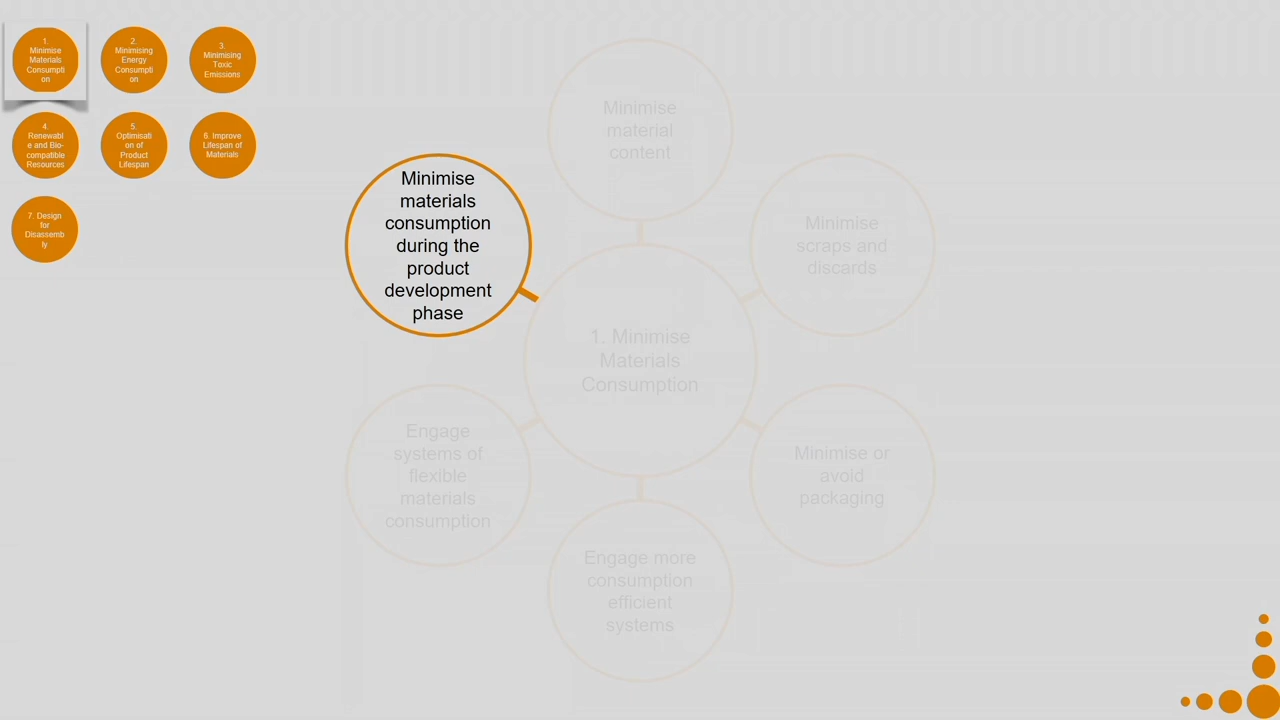 1.
Minimise
Materials
Consumpti
on
2.
Minimising
Energy
Consumpti
on
3.
Minimising
Toxic
Emissions
4.
Renewabl
e and Bio-
compatible
Resources
5.
Optimisati
on of
Product
Lifespan
6. Improve
Lifespan of
Materials
7. Design
for
Disassemb
ly
Minimise
material
content
Minimise
materials
consumption
during the
product
development
phase
Minimise
scraps and
discards
1. Minimise
Materials
Consumption
Engage
systems of
flexible
materials
consumption
Minimise or
avoid
packaging
Engage more
consumption
efficient
systems